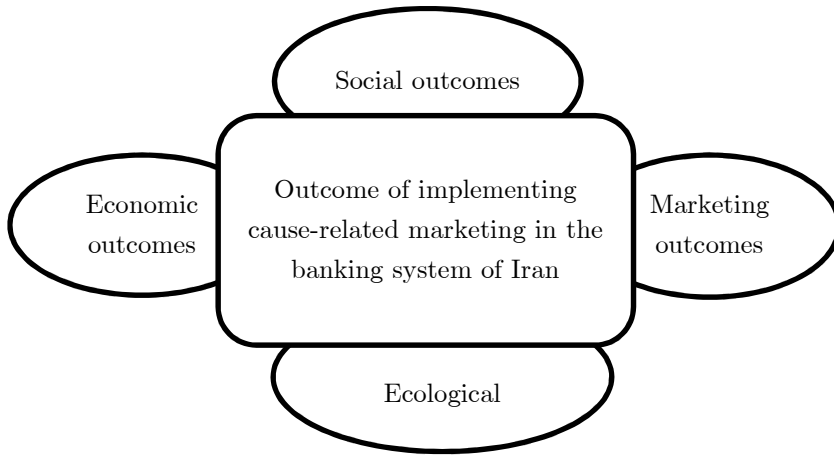 Social outcomes
Economic
outcomes
Outcome of implementing
cause-related marketing in the
banking system of Iran
Marketing
outcomes
Ecological